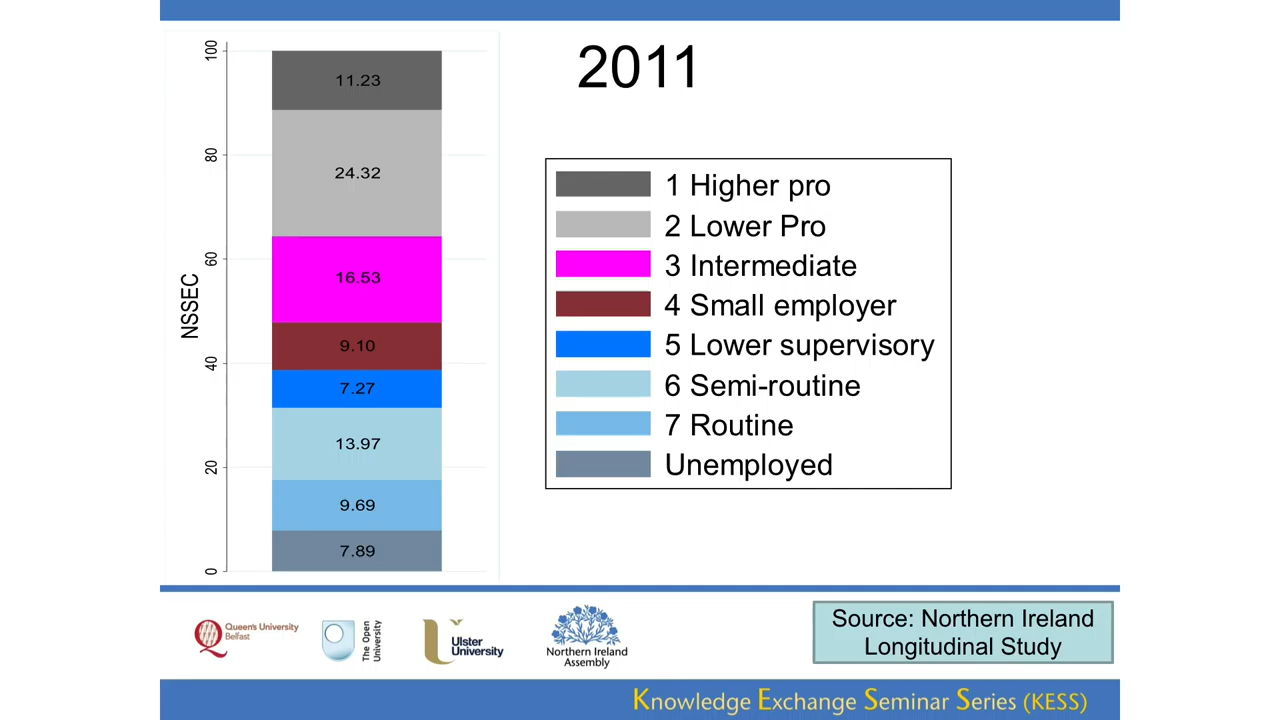 2011
100
80
60
40
20
0
NSSEC
11.23
24.32
16.53
9.10
7.27
13.97
9.69
7.89
1 Higher pro
2 Lower Pro
3 Intermediate
4 Small employer
5 Lower supervisory
6 Semi-routine
7 Routine
Unemployed
Queen's University
Belfast
The Open
University
Ulster
University
Northern Ireland
Assembly
Source: Northern Ireland
Longitudinal Study
Knowledge Exchange Seminar Series (KESS)